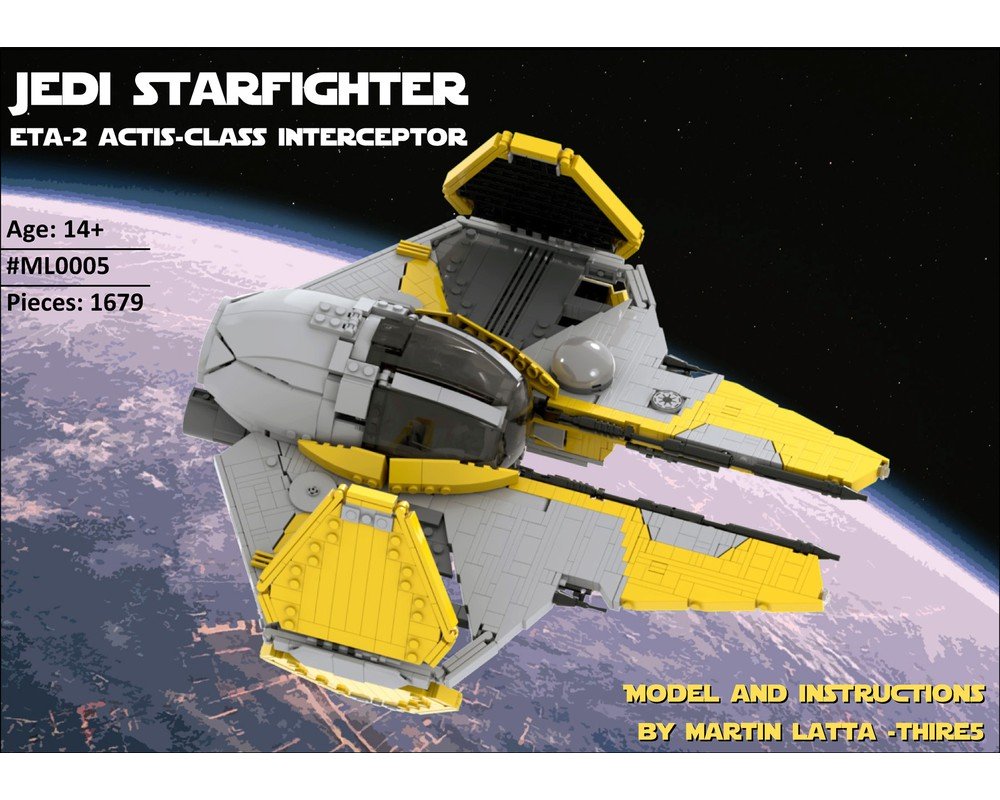 JEDI STARFIGHTER
ETA-2 ACTIS-CLASS INTERCEPTOR
Age: 14+
#ML0005
Pieces: 1679
MODEL AND INSTRUCTIONS
BY MARTIN LATTA -THIRE5